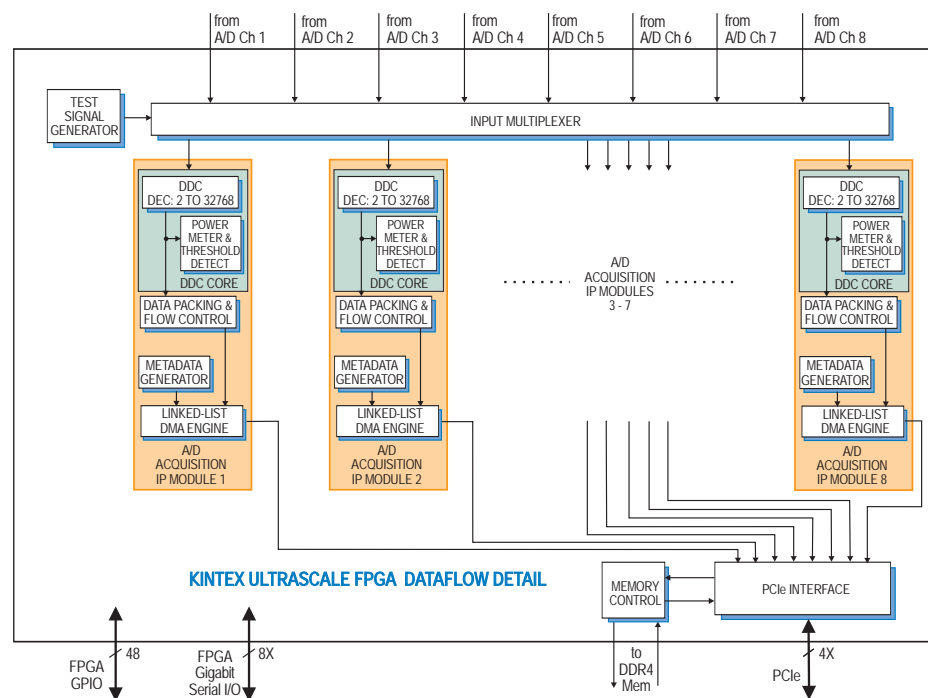 from
A/D Ch 1
from
A/D Ch 2
from
A/D Ch 3
from
A/D Ch 4
from
A/D Ch 5
from
A/D Ch 6
from
A/D Ch 7
from
A/D Ch 8
TEST
SIGNAL
GENERATOR
INPUT MULTIPLEXER
DDC
DEC: 2 TO 32768
POWER
METER &
THRESHOLD
DETECT
DDC CORE
DATA PACKING &
FLOW CONTROL
METADATA
GENERATOR
LINKED-LIST
DMA ENGINE
A/D
ACQUISITION
IP MODULE 1
DDC
DEC: 2 TO 32768
POWER
METER &
THRESHOLD
DETECT
DDC CORE
DATA PACKING &
FLOW CONTROL
METADATA
GENERATOR
LINKED-LIST
DMA ENGINE
A/D
ACQUISITION
IP MODULE 2
A/D
ACQUISITION
IP MODULES
3 - 7
DDC
DEC: 2 TO 32768
POWER
METER &
THRESHOLD
DETECT
DDC CORE
DATA PACKING &
FLOW CONTROL
METADATA
GENERATOR
LINKED-LIST
DMA ENGINE
A/D
ACQUISITION
IP MODULE 8
KINTEX ULTRASCALE FPGA DATAFLOW DETAIL
MEMORY
CONTROL
PCIe INTERFACE
48
FPGA
GPIO
8X
FPGA
Gigabit
Serial I/O
to
DDR4
Mem
4X
PCIe